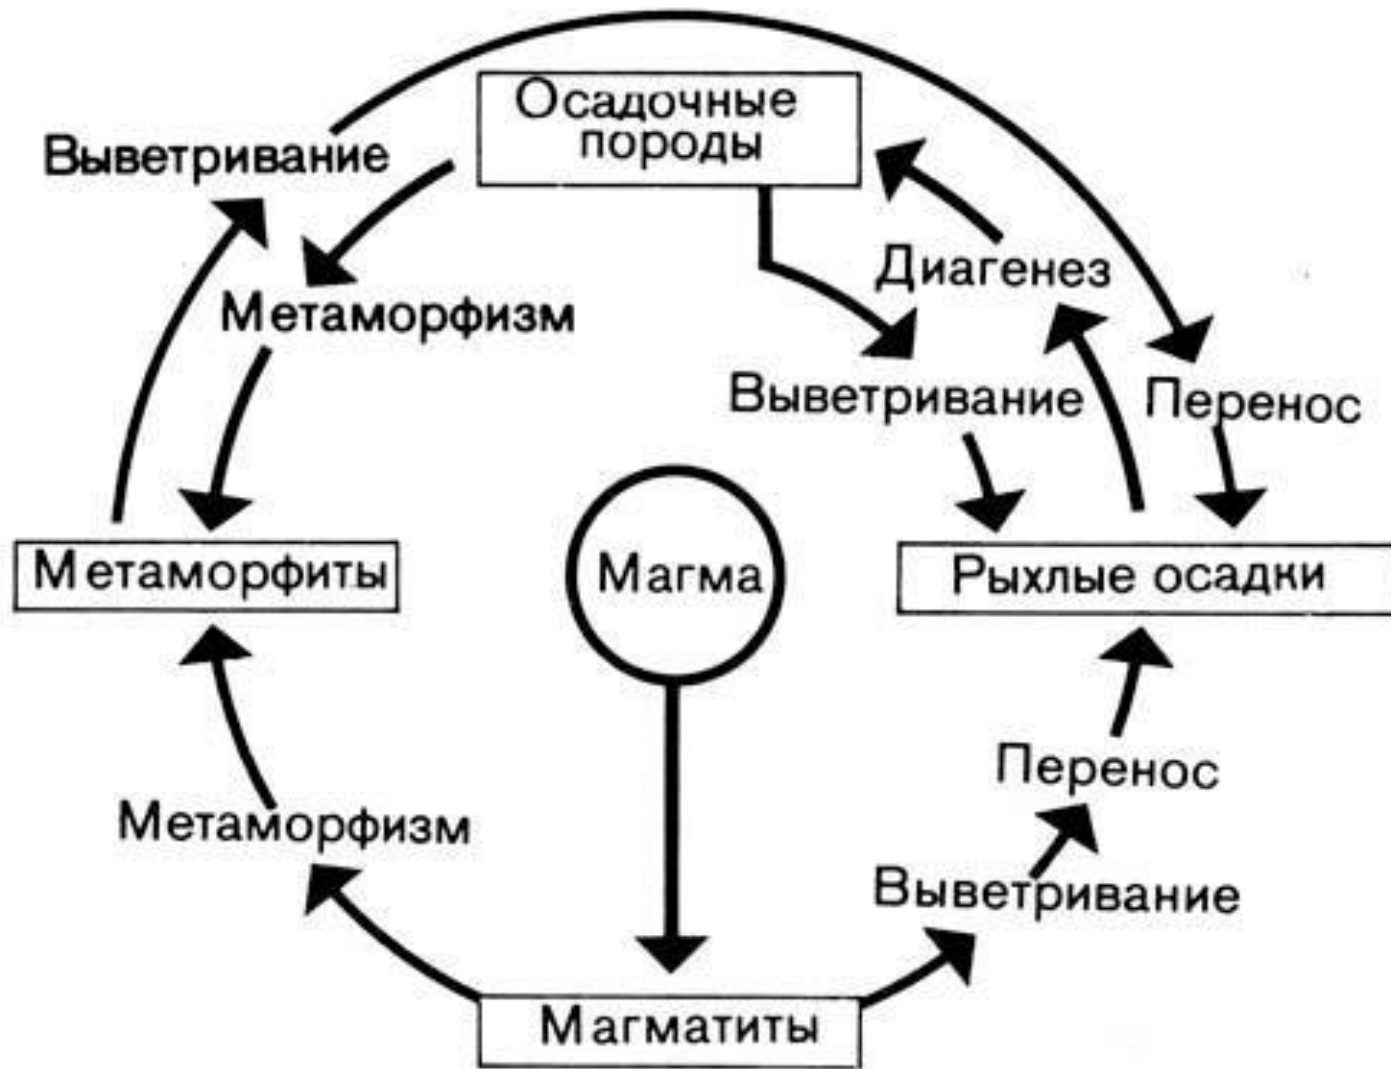 Осадочные
породы
Выветривание
Диагенез
Метаморфизм
Выветривание
Перенос
Метаморфиты
Магма
Рыхлые осадки
Перенос
Метаморфизм
Выветривание
Магматиты